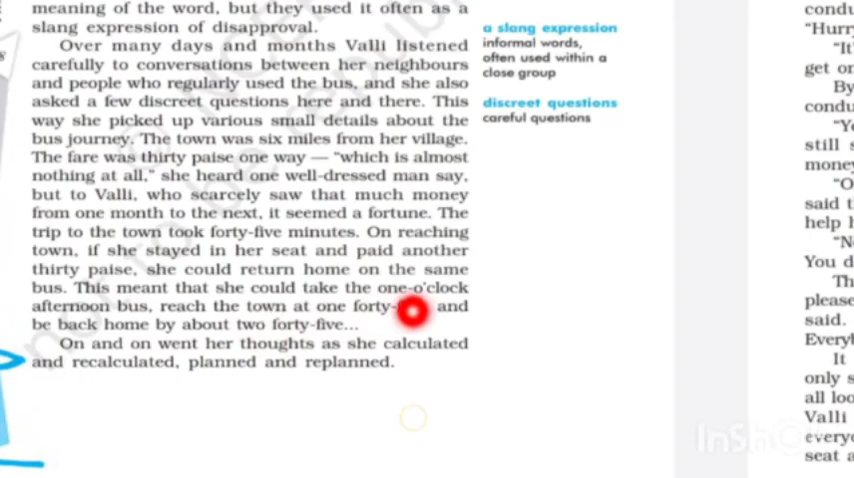 meaning of the word, but they used it often as a
slang expression of disapproval.
Over many days and months Valli listened
carefully to conversations between her neighbours
and people who regularly used the bus, and she also
asked a few discreet questions here and there. This
way she picked up various small details about the
bus journey. The town was six miles from her village.
The fare was thirty paise one way — "which is almost
nothing at all," she heard one well-dressed man say,
but to Valli, who scarcely saw that much money
from one month to the next, it seemed a fortune. The
trip to the town took forty-five minutes. On reaching
town, if she stayed in her seat and paid another
thirty paise, she could return home on the same
bus. This meant that she could take the one-o'clock
afternoon bus, reach the town at one forty- and
be back home by about two forty-five...
On and on went her thoughts as she calculated
and recalculated, planned and replanned.
a slang expression
informal words,
often used within a
close group
discreet questions
careful questions
condu
"Hurr
"It'
get on
By
condu
"Ye
still s
money
"O
said t
help h
"No
You d
Th
please
said.
Everyb
It
only s
all loo
Valli
everyo
seat a
InSh